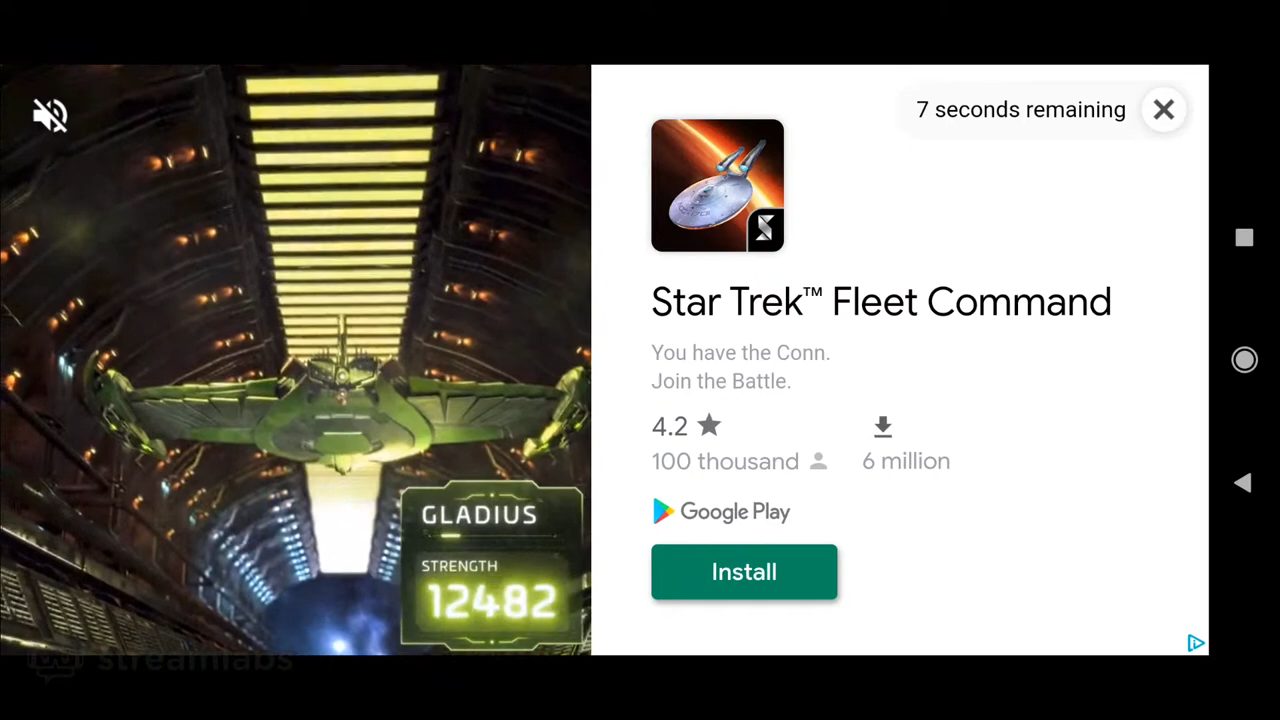 7 seconds remaining
Star Trek™ Fleet Command
You have the Conn.
Join the Battle.
4.2
100 thousand
6 million
Google Play
Install
GLADIUS
STRENGTH
12482
streamlabs